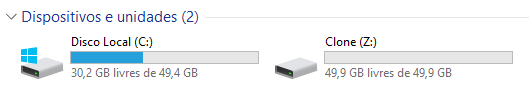 Dispositivos e unidades (2)
Disco Local (C:)
30,2 GB livres de 49,4 GB
Clone (Z:)
49,9 GB livres de 49,9 GB